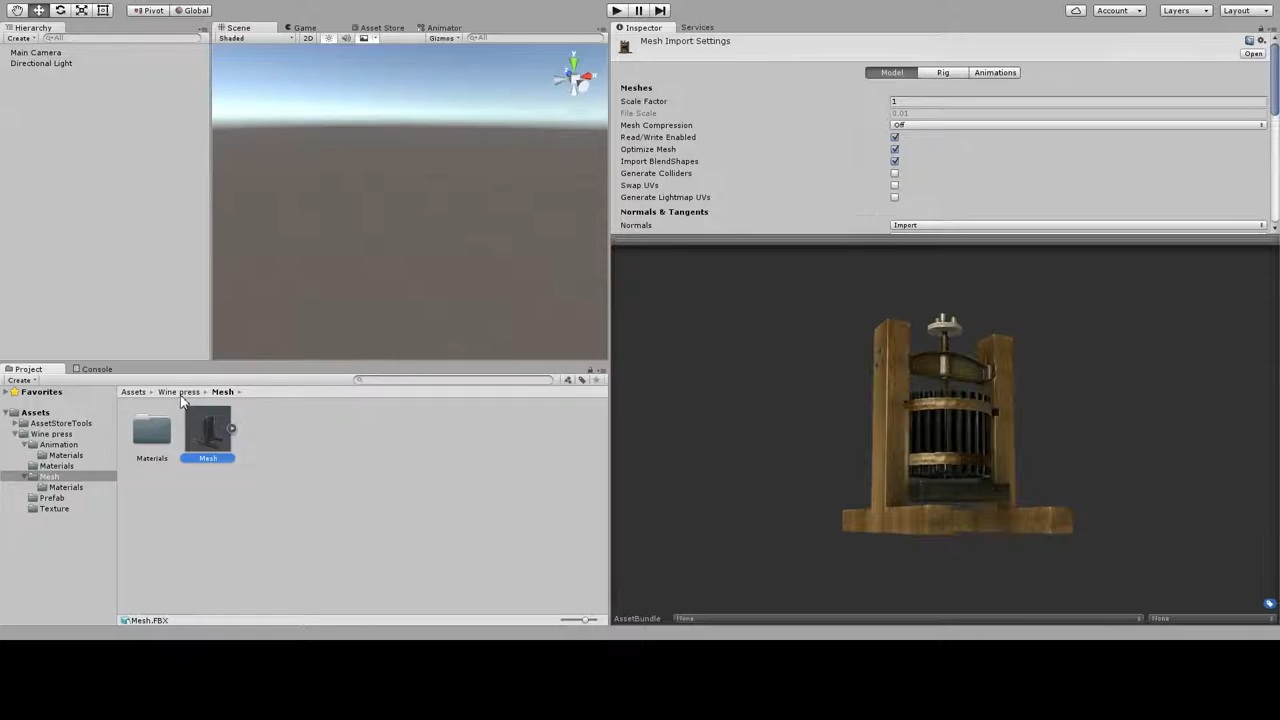 Pivot Global Account Layers Layout
Hierarchy Scene Game Asset Store Animator Inspector Services
Create All Shaded 2D Gizmos All Mesh Import Settings
Open
Main Camera
Directional Light
Model Rig Animations
Meshes
Scale Factor 1
File Scale 0.01
Mesh Compression Off
Read/Write Enabled
Optimize Mesh
Import BlendShapes
Generate Colliders
Swap UVs
Generate Lightmap UVs
Normals & Tangents
Normals Import
Project Console
Create
Favorites
Assets
AssetStoreTools
Wine press
Animation
Materials
Materials
Mesh
Materials
Prefab
Texture
Assets Wine press Mesh
Materials Mesh
Mesh.FBX
AssetBundle None None